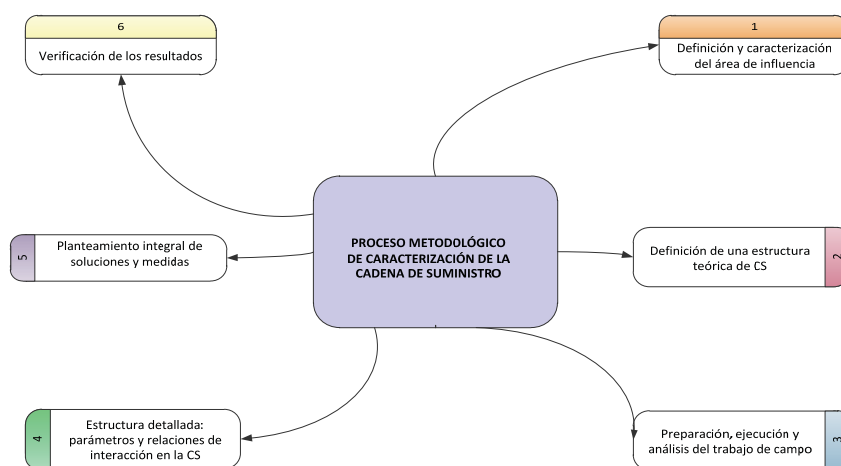 6
Verificación de los resultados
1
Definición y caracterización
del área de influencia
PROCESO METODOLÓGICO
DE CARACTERIZACIÓN DE LA
CADENA DE SUMINISTRO
5
Planteamiento integral de
soluciones y medidas
Definición de una estructura
teórica de CS
2
4
Estructura detallada:
parámetros y relaciones de
interacción en la CS
Preparación, ejecución y
análisis del trabajo de campo
3